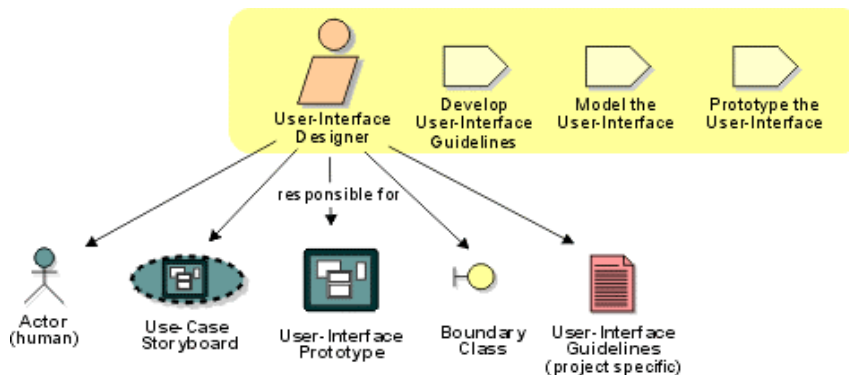 User-Interface
Designer
Develop
User-Interface
Guidelines
Model the
User-Interface
Prototype the
User-Interface
responsible for
Actor
(human)
Use-Case
Storyboard
User-Interface
Prototype
Boundary
Class
User-Interface
Guidelines
(project specific)